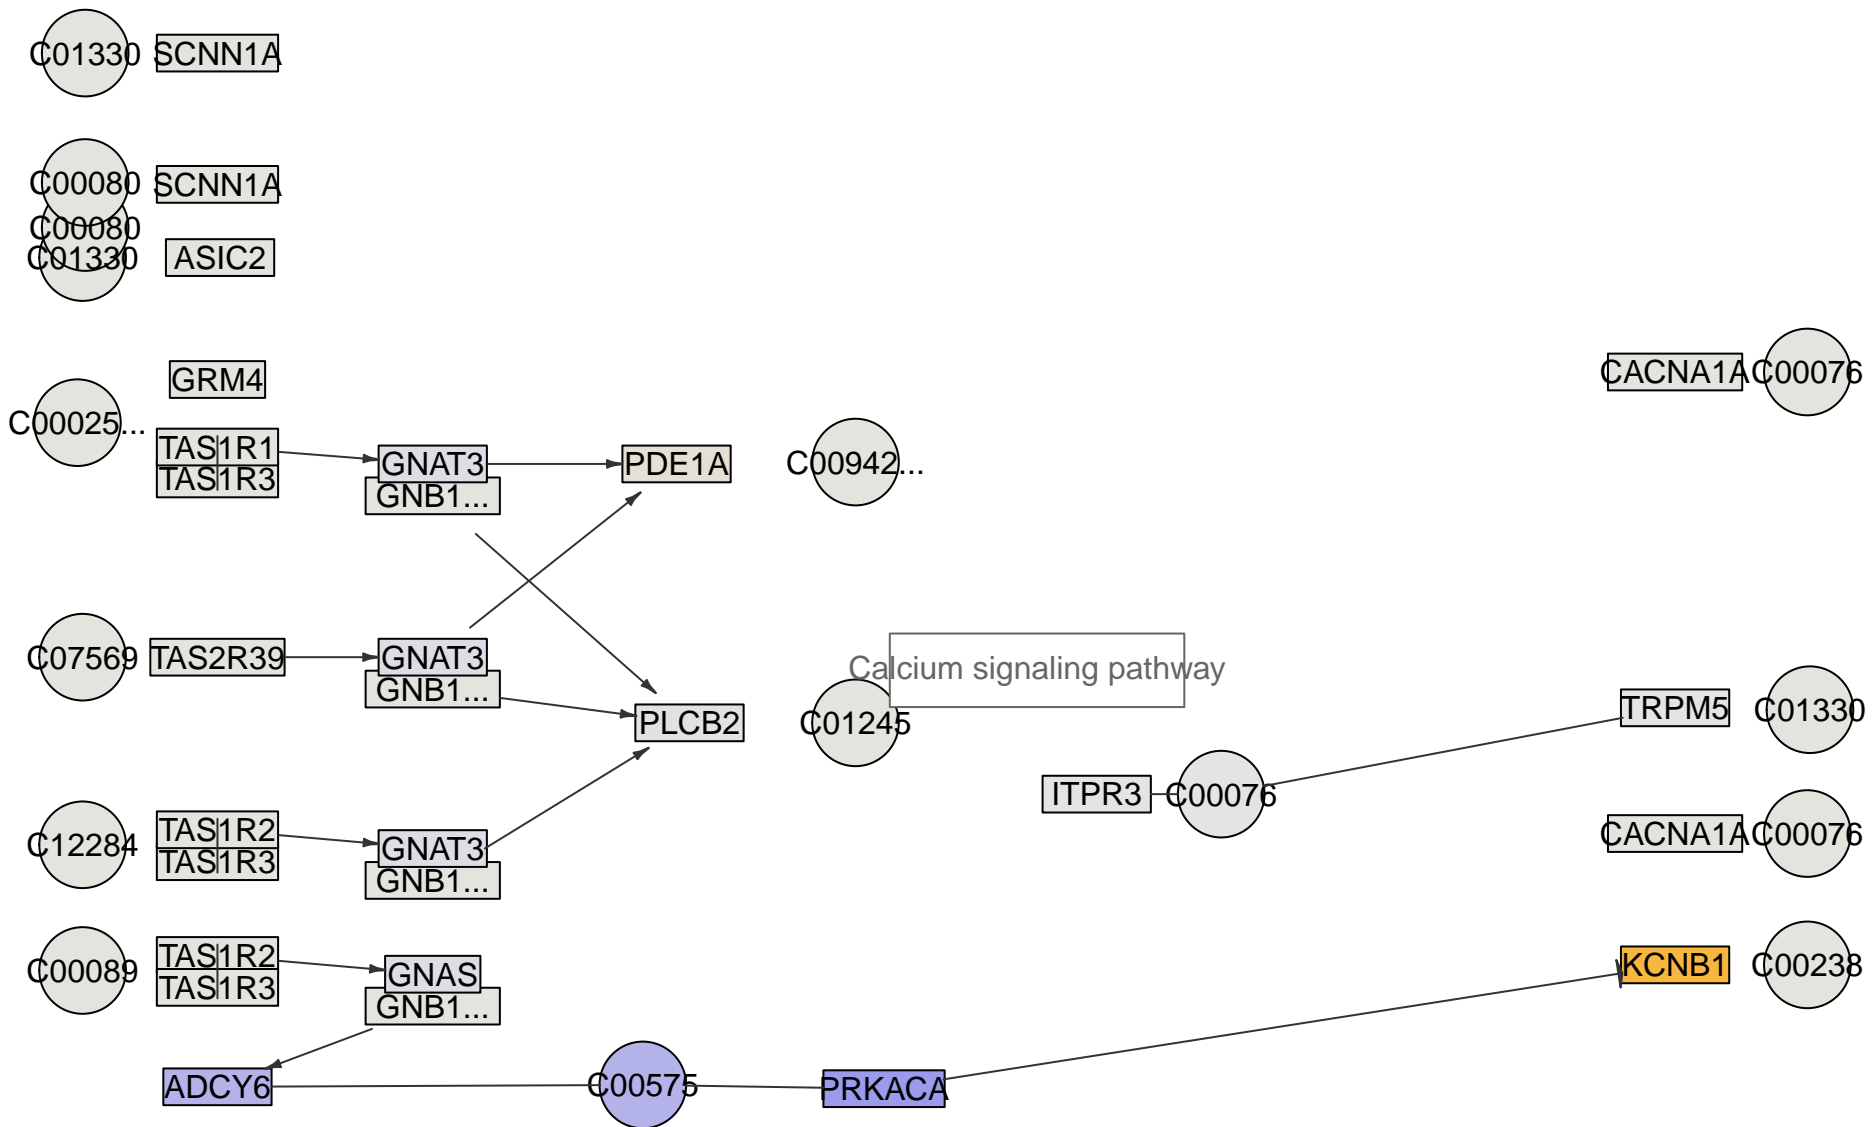 C01330 SCNN1A
C00080 SCNN1A
C00080
C01330 ASIC2
GRM4
CACNA1A C00076
C00025...
TAS1R1
GNAT3 PDE1A C00942...
TAS1R3
GNB1...
C07569 TAS2R39 GNAT3
Calcium signaling pathway
GNB1...
PLCB2 C01245
TRPM5 C01330
ITPR3 C00076
TAS1R2
CACNA1A C00076
C12284
GNAT3
TAS1R3
GNB1...
TAS1R2
KCNB1 C00238
C00089
GNAS
TAS1R3
GNB1...
ADCY6 C00575 PRKACA